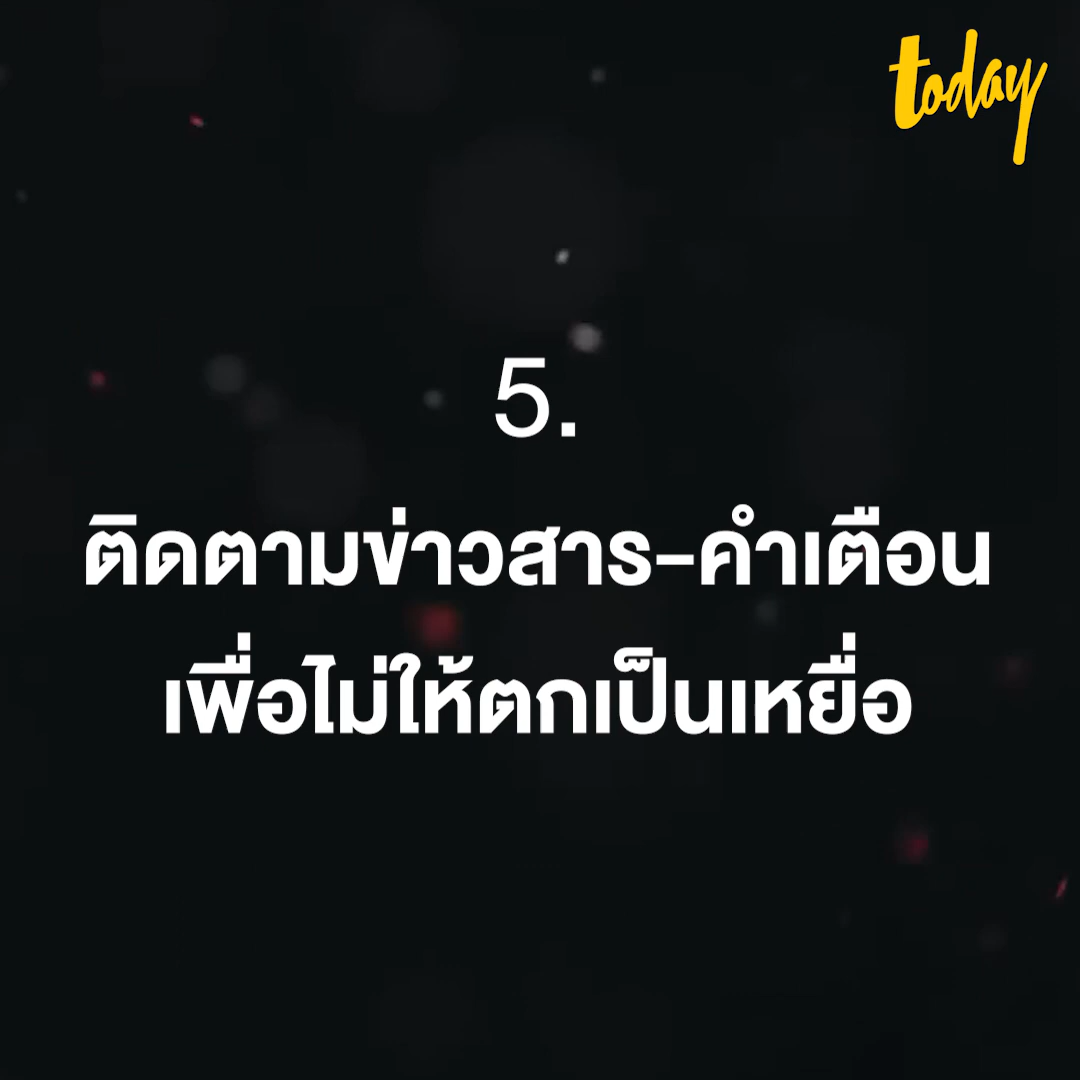 today
5.
ติดตามข่าวสาร-คำเตือน
เพื่อไม่ให้ตกเป็นเหยื่อ